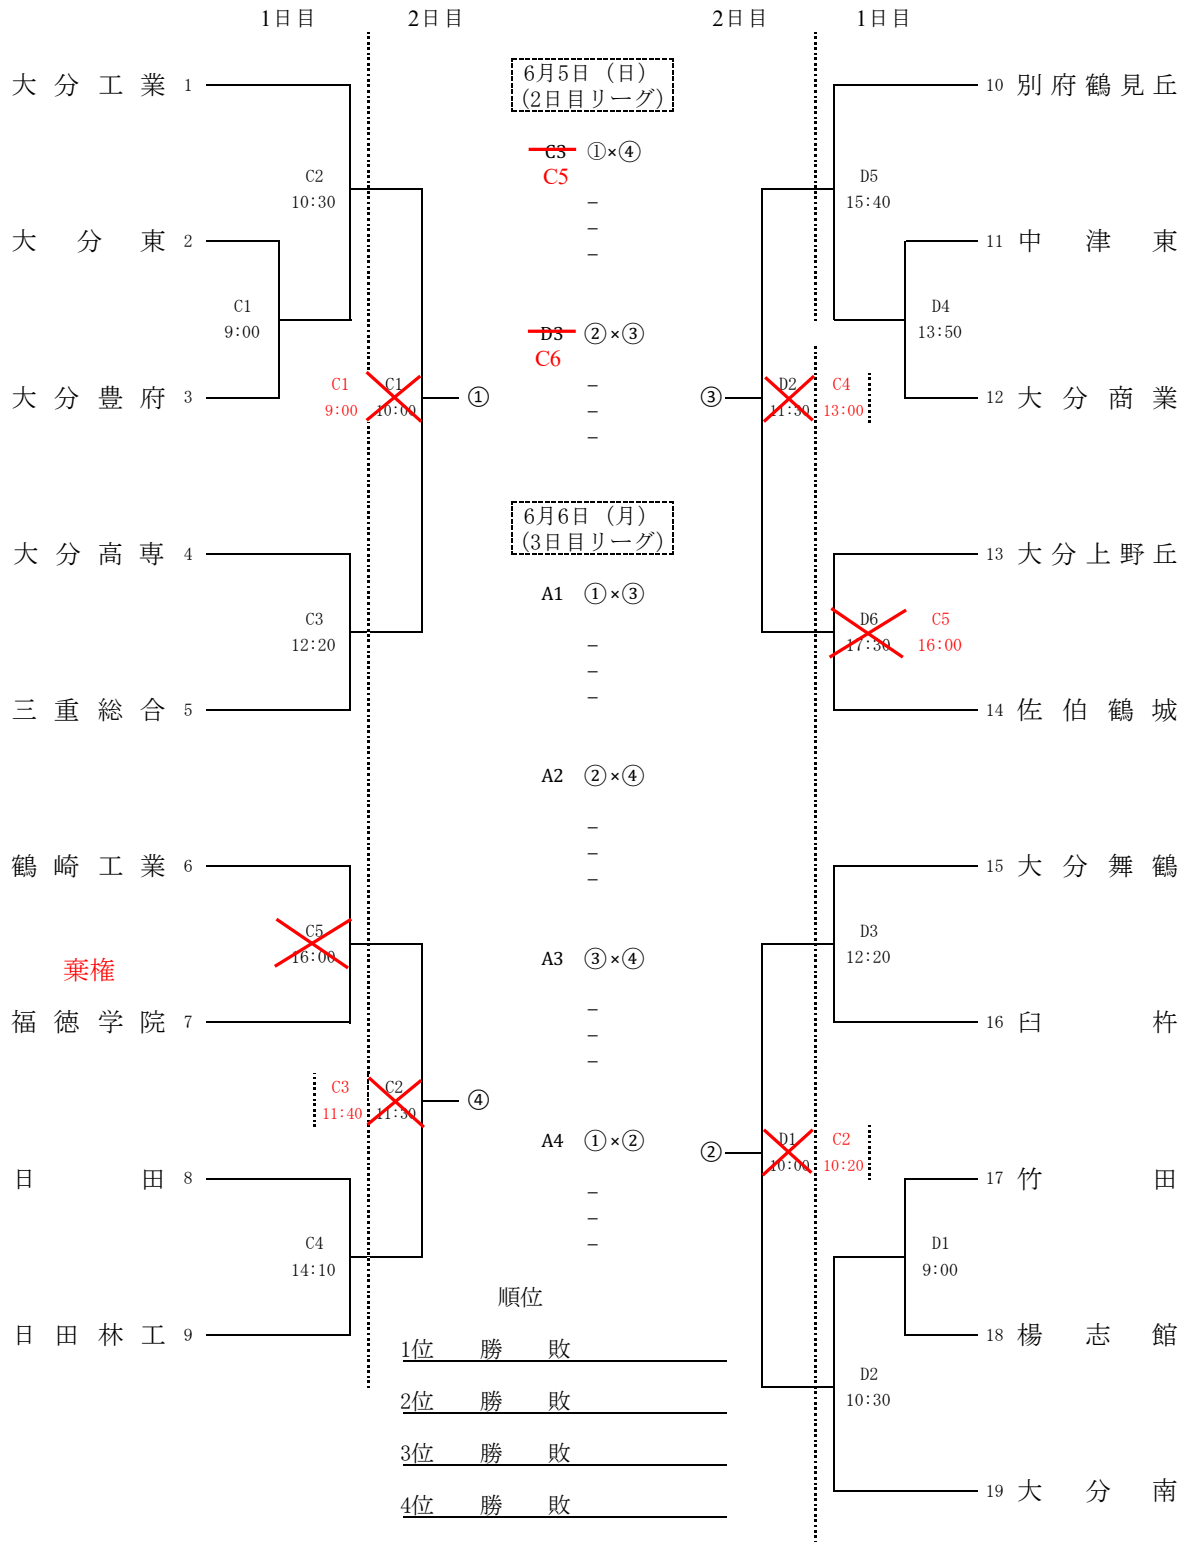 1日目
2日目
2日目
1日目
大分工業 1
C2
10:30
大分東 2
C1
9:00
大分豊府 3
C1
9:00
C1
10:00
①
大分高専 4
C3
12:20
三重総合 5
鶴崎工業 6
C5
16:00
棄権
福徳学院 7
C3
11:40
C2
11:30
④
日田 8
C4
14:10
日田林工 9
6月5日（日）
(2日目リーグ)
C3 ①×④
C5
－
－
－
D3 ②×③
C6
－
－
－
6月6日（月）
(3日目リーグ)
A1 ①×③
－
－
－
A2 ②×④
－
－
－
A3 ③×④
－
－
－
A4 ①×②
－
－
－
順位
1位 勝 敗
2位 勝 敗
3位 勝 敗
4位 勝 敗
10 別府鶴見丘
D5
15:40
11 中津東
D4
13:50
12 大分商業
③
D2
11:30
C4
13:00
13 大分上野丘
D6
17:30
C5
16:00
14 佐伯鶴城
15 大分舞鶴
D3
12:20
16 臼杵
②
D1
10:00
C2
10:20
17 竹田
D1
9:00
18 楊志館
D2
10:30
19 大分南